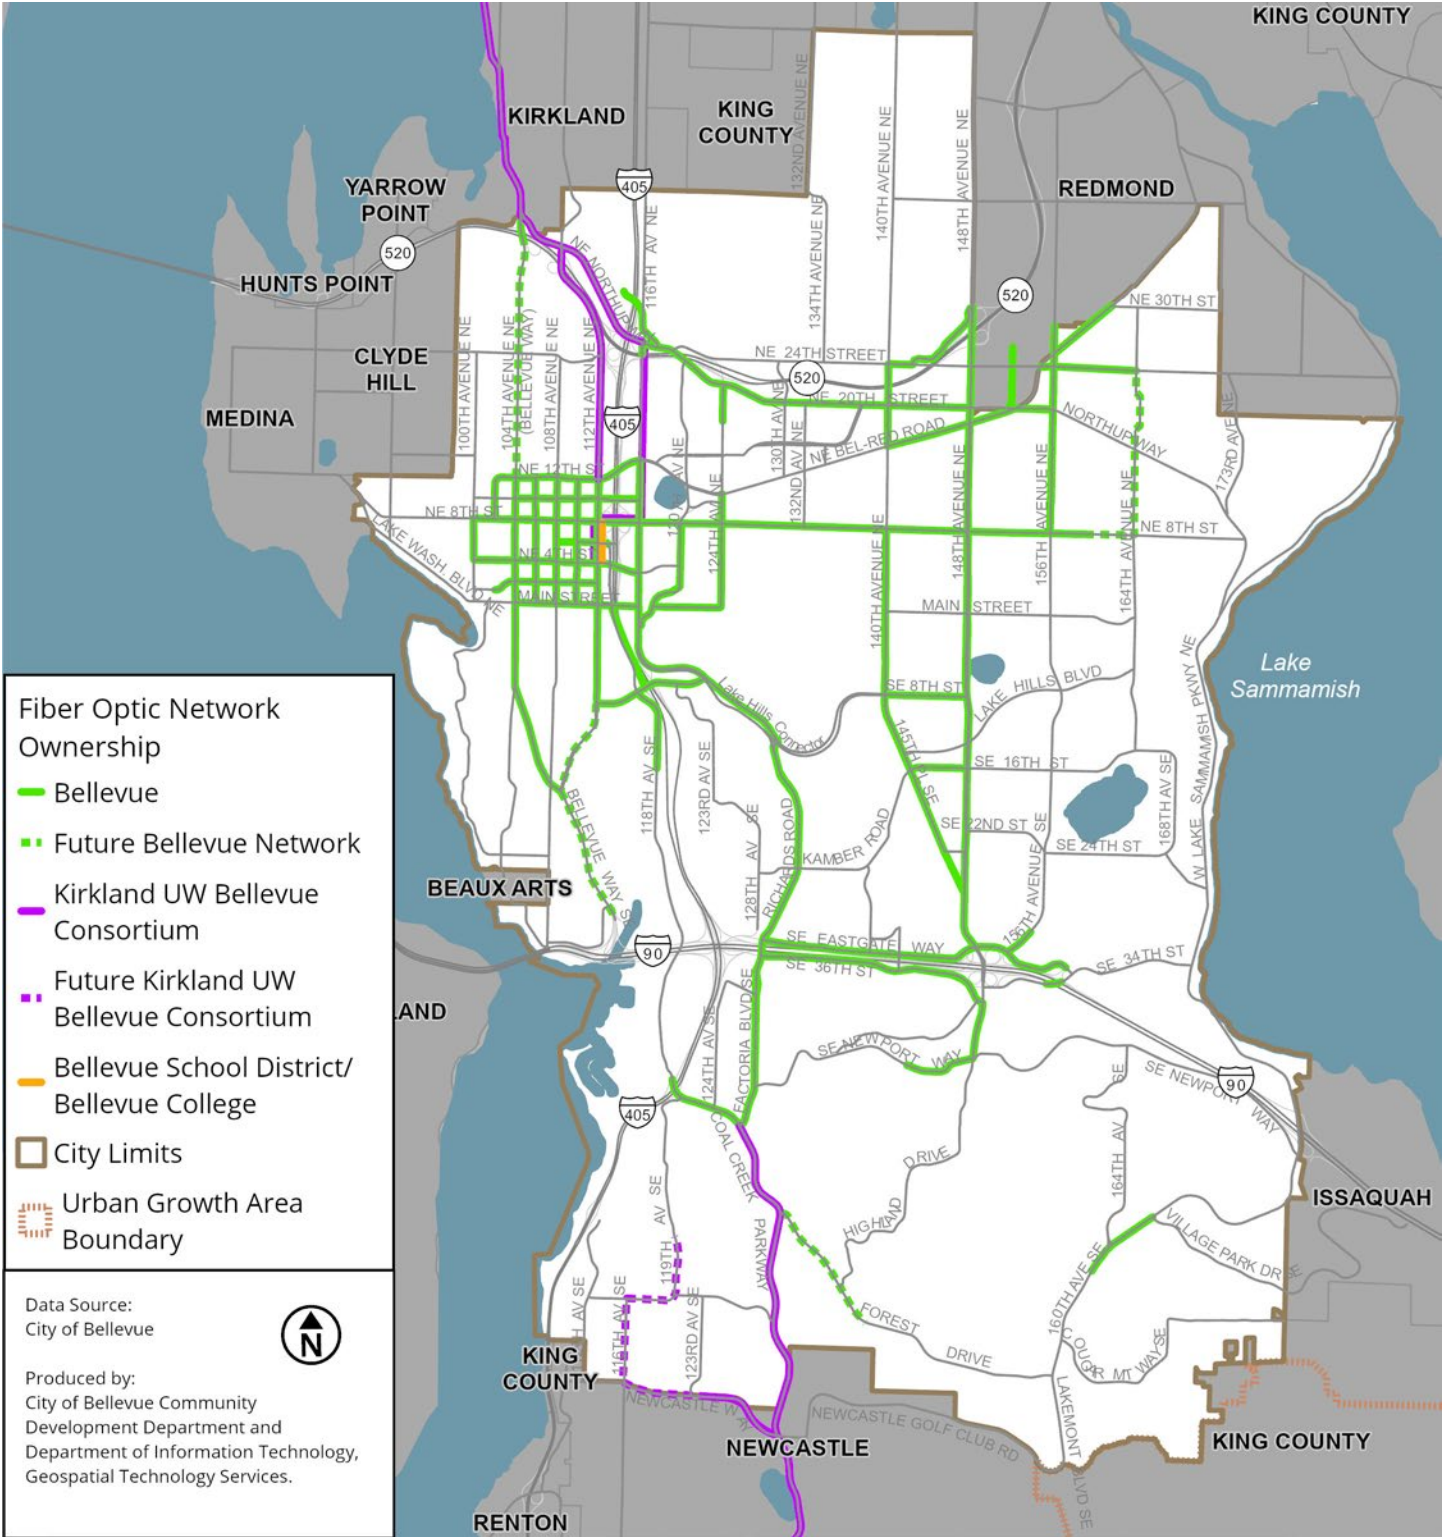 KING COUNTY
KIRKLAND
KING
COUNTY
132ND AVENUE NE
140TH AVENUE NE
148TH AVENUE NE
405
YARROW
POINT
REDMOND
520
116TH AV NE
134TH AVENUE NE
NE NORTHUP WAY
HUNTS POINT
520
NE 30TH ST
100TH AVENUE NE
104TH AVENUE NE
(BELLEVUE WAY)
108TH AVENUE NE
112TH AVENUE NE
CLYDE
HILL
NE 24TH STREET
520
MEDINA
405
NE 20TH STREET
NORTHUP WAY
130TH AVENUE NE
132ND AV NE
NE BEL-RED ROAD
173RD AVE NE
NE 12TH ST
NE 8TH ST
124TH AV NE
148TH AVENUE NE
156TH AVENUE NE
164TH AVENUE NE
NE 8TH ST
LAKE WASH. BLVD NE
NE 4TH ST
140TH AVENUE NE
MAIN STREET
MAIN STREET
Lake
Sammamish
SE 8TH ST
LAKE HILLS BLVD
Lake Hills Connector
W LAKE SAMMAMISH PKWY NE
145TH PL SE
SE 16TH ST
118TH AV SE
123RD AV SE
128TH AV SE
RICHARDS ROAD
KAMBER ROAD
SE 22ND ST
SE 24TH ST
168TH AV SE
BELLEVUE WAY SE
BEAUX ARTS
156TH AVENUE SE
90
SE EASTGATE WAY
SE 36TH ST
SE 34TH ST
LAND
124TH AV SE
FACTORIA BLVD SE
SE NEWPORT WAY
SE NEWPORT WAY
90
405
COAL CREEK PARKWAY
164TH AV SE
HIGHLAND DRIVE
ISSAQUAH
119TH AV SE
VILLAGE PARK DR SE
160TH AVE SE
FOREST DRIVE
116TH AV SE
123RD AV SE
COUGAR MT WAY SE
KING
COUNTY
NEWCASTLE WAY
NEWCASTLE GOLF CLUB RD
LAKEMONT BLVD SE
NEWCASTLE
KING COUNTY
RENTON
Fiber Optic Network
Ownership
Bellevue
Future Bellevue Network
Kirkland UW Bellevue
Consortium
Future Kirkland UW
Bellevue Consortium
Bellevue School District/
Bellevue College
City Limits
Urban Growth Area
Boundary
Data Source:
City of Bellevue
N
Produced by:
City of Bellevue Community
Development Department and
Department of Information Technology,
Geospatial Technology Services.